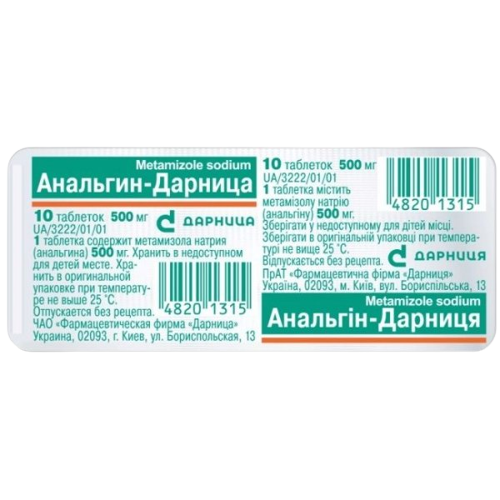 Metamizole sodium
Анальгин-Дарница
10 таблеток 500 мг
UA/3222/01/01
ДАРНИЦА
1 таблетка содержит метамизола натрия
(анальгина) 500 мг. Хранить в недоступном
для детей месте. Хра-
нить в оригинальной
упаковке при темпера-
туре не выше 25 °С.
Отпускается без рецепта.
4820 1315
ЧАО "Фармацевтическая фирма "Дарница"
Украина, 02093, г. Киев, ул. Бориспольская, 13
10 таблеток 500 мг
UA/3222/01/01
1 таблетка містить
метамізолу натрію
(анальгіну) 500 мг.
4820 1315
Зберігати у недоступному для дітей місці.
Зберігати в оригінальній упаковці при темпера-
турі не вище 25 °С.
Відпускається без рецепта.
ДАРНИЦЯ
ПрАТ "Фармацевтична фірма "Дарниця"
Україна, 02093, м. Київ, вул. Бориспільська, 13
Metamizole sodium
Анальгін-Дарниця